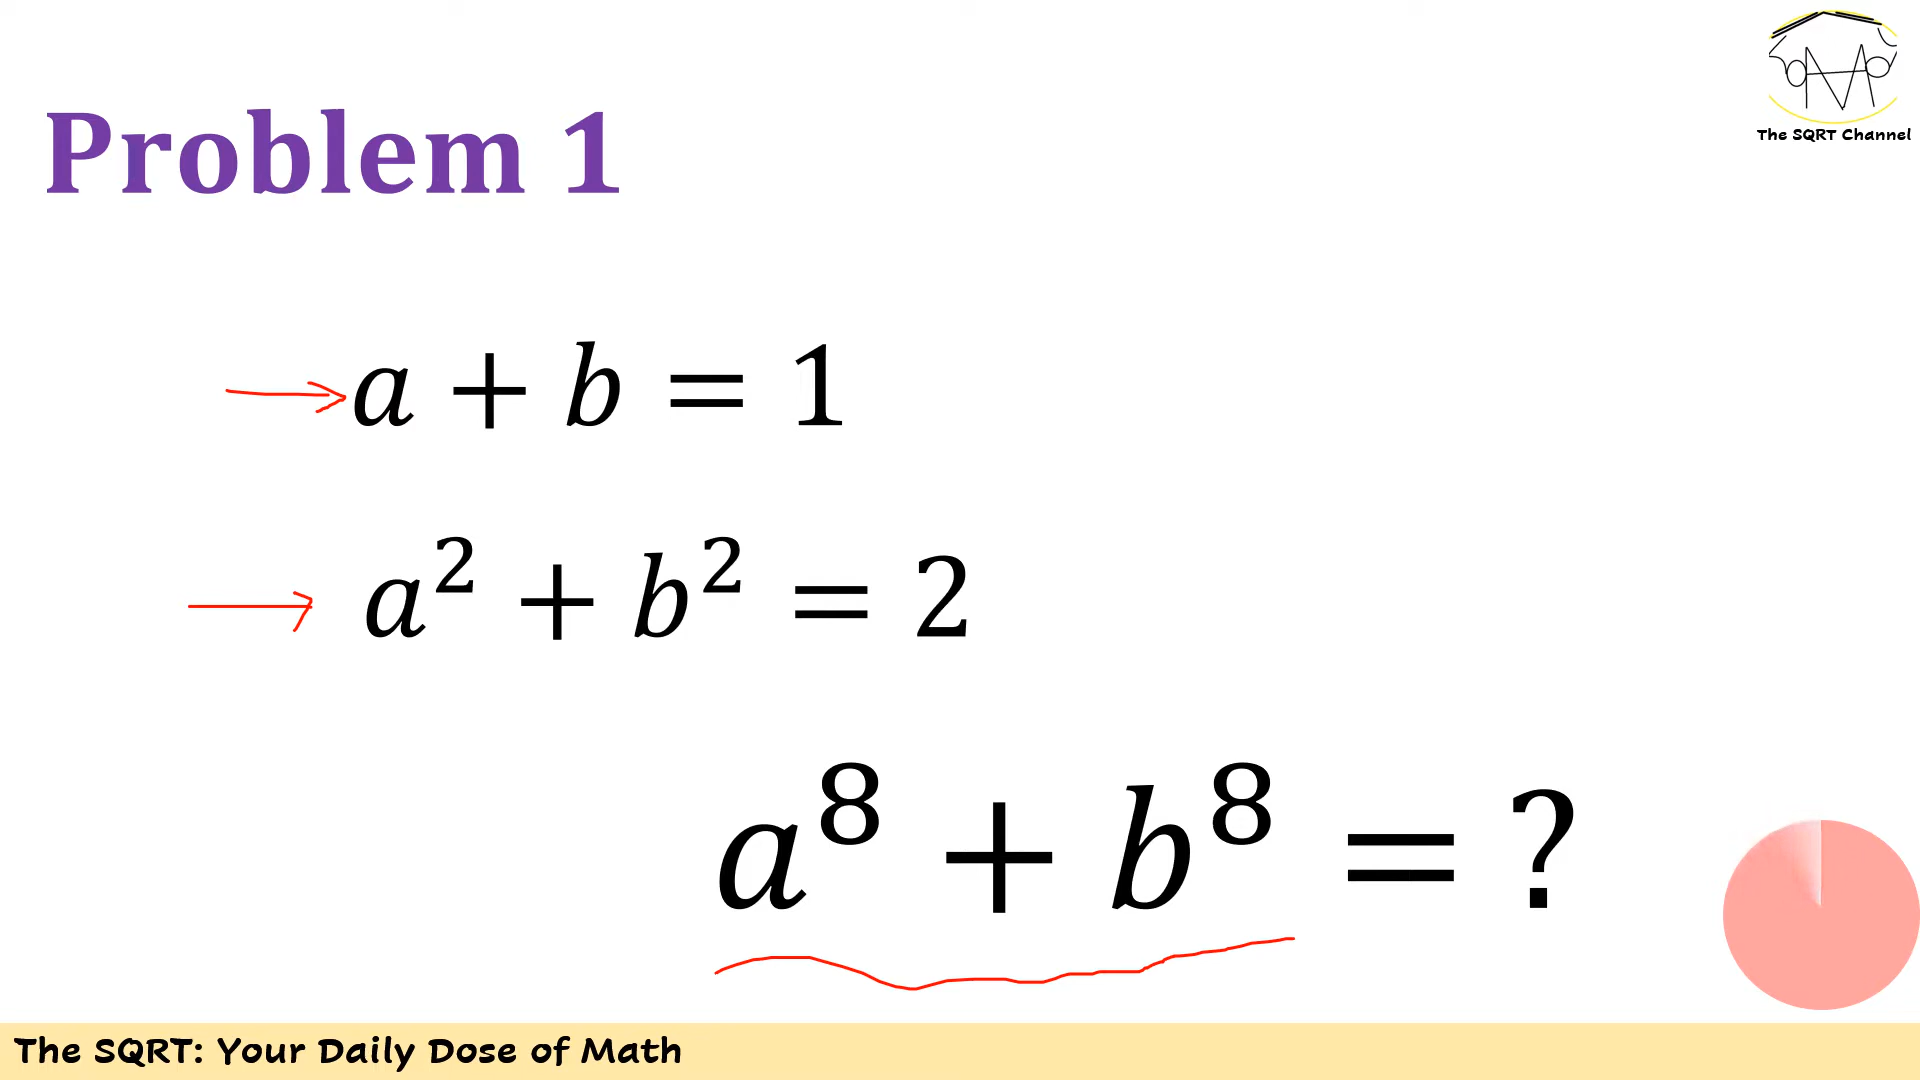 The SQRT Channel
Problem 1
a + b = 1
a² + b² = 2
a⁸ + b⁸ = ?
The SQRT: Your Daily Dose of Math